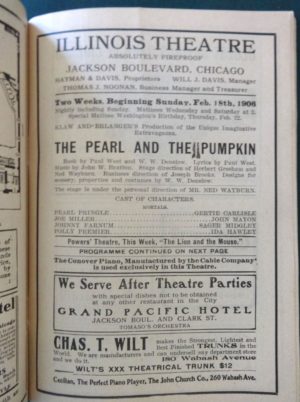 ILLINOIS THEATRE
ABSOLUTELY FIREPROOF
JACKSON BOULEVARD, CHICAGO
HAYMAN & DAVIS, Proprietors WILL J. DAVIS, Manager
THOMAS J. NOONAN, Business Manager and Treasurer
Two Weeks, Beginning Sunday, Feb. 18th, 1906
Nightly including Sunday. Matinees Wednesday and Saturday at 2.
Special Matinee Washington's Birthday, Thursday, Feb. 22.
KLAW AND ERLANGER'S Production of the Unique Imaginative
Extravaganza,
THE PEARL AND THE PUMPKIN
Book by Paul West and W. W. Denslow. Lyrics by Paul West.
Music by John W. Bratton. Stage direction of Herbert Gresham and
Ned Wayburn. Business direction of Joseph Brooks. Designs for
scenery, properties and costumes by W. W. Denslow.
The stage is under the personal direction of MR. NED WAYBURN.
CAST OF CHARACTERS
MORTALS.
PEARL PRINGLE GERTIE CARLISLE
JOE MILLER JOHN MAYON
JOHNNY FARNUM SAGER MIDGLEY
POLLY PREMIER IDA HAWLEY
Powers' Theatre, This Week, "The Lion and the Mouse."
PROGRAMME CONTINUED ON NEXT PAGE
The Conover Piano, Manufactured by the Cable Company
is used exclusively in this Theatre.
We Serve After Theatre Parties
with special dishes not to be obtained
at any other restaurant in the City
GRAND PACIFIC HOTEL
JACKSON BOUL. AND CLARK ST.
TOMASO'S ORCHESTRA
CHAS. T. WILT makes the Strongest, Lightest and
Best Finished TRUNKS in the
World. We are manufacturers and can undersell any department store
and we do it. 180 Wabash Avenue
WILT'S XXX THEATRICAL TRUNK $12
Cecilian, The Perfect Piano Player, The John Church Co., 260 Wabash Ave.